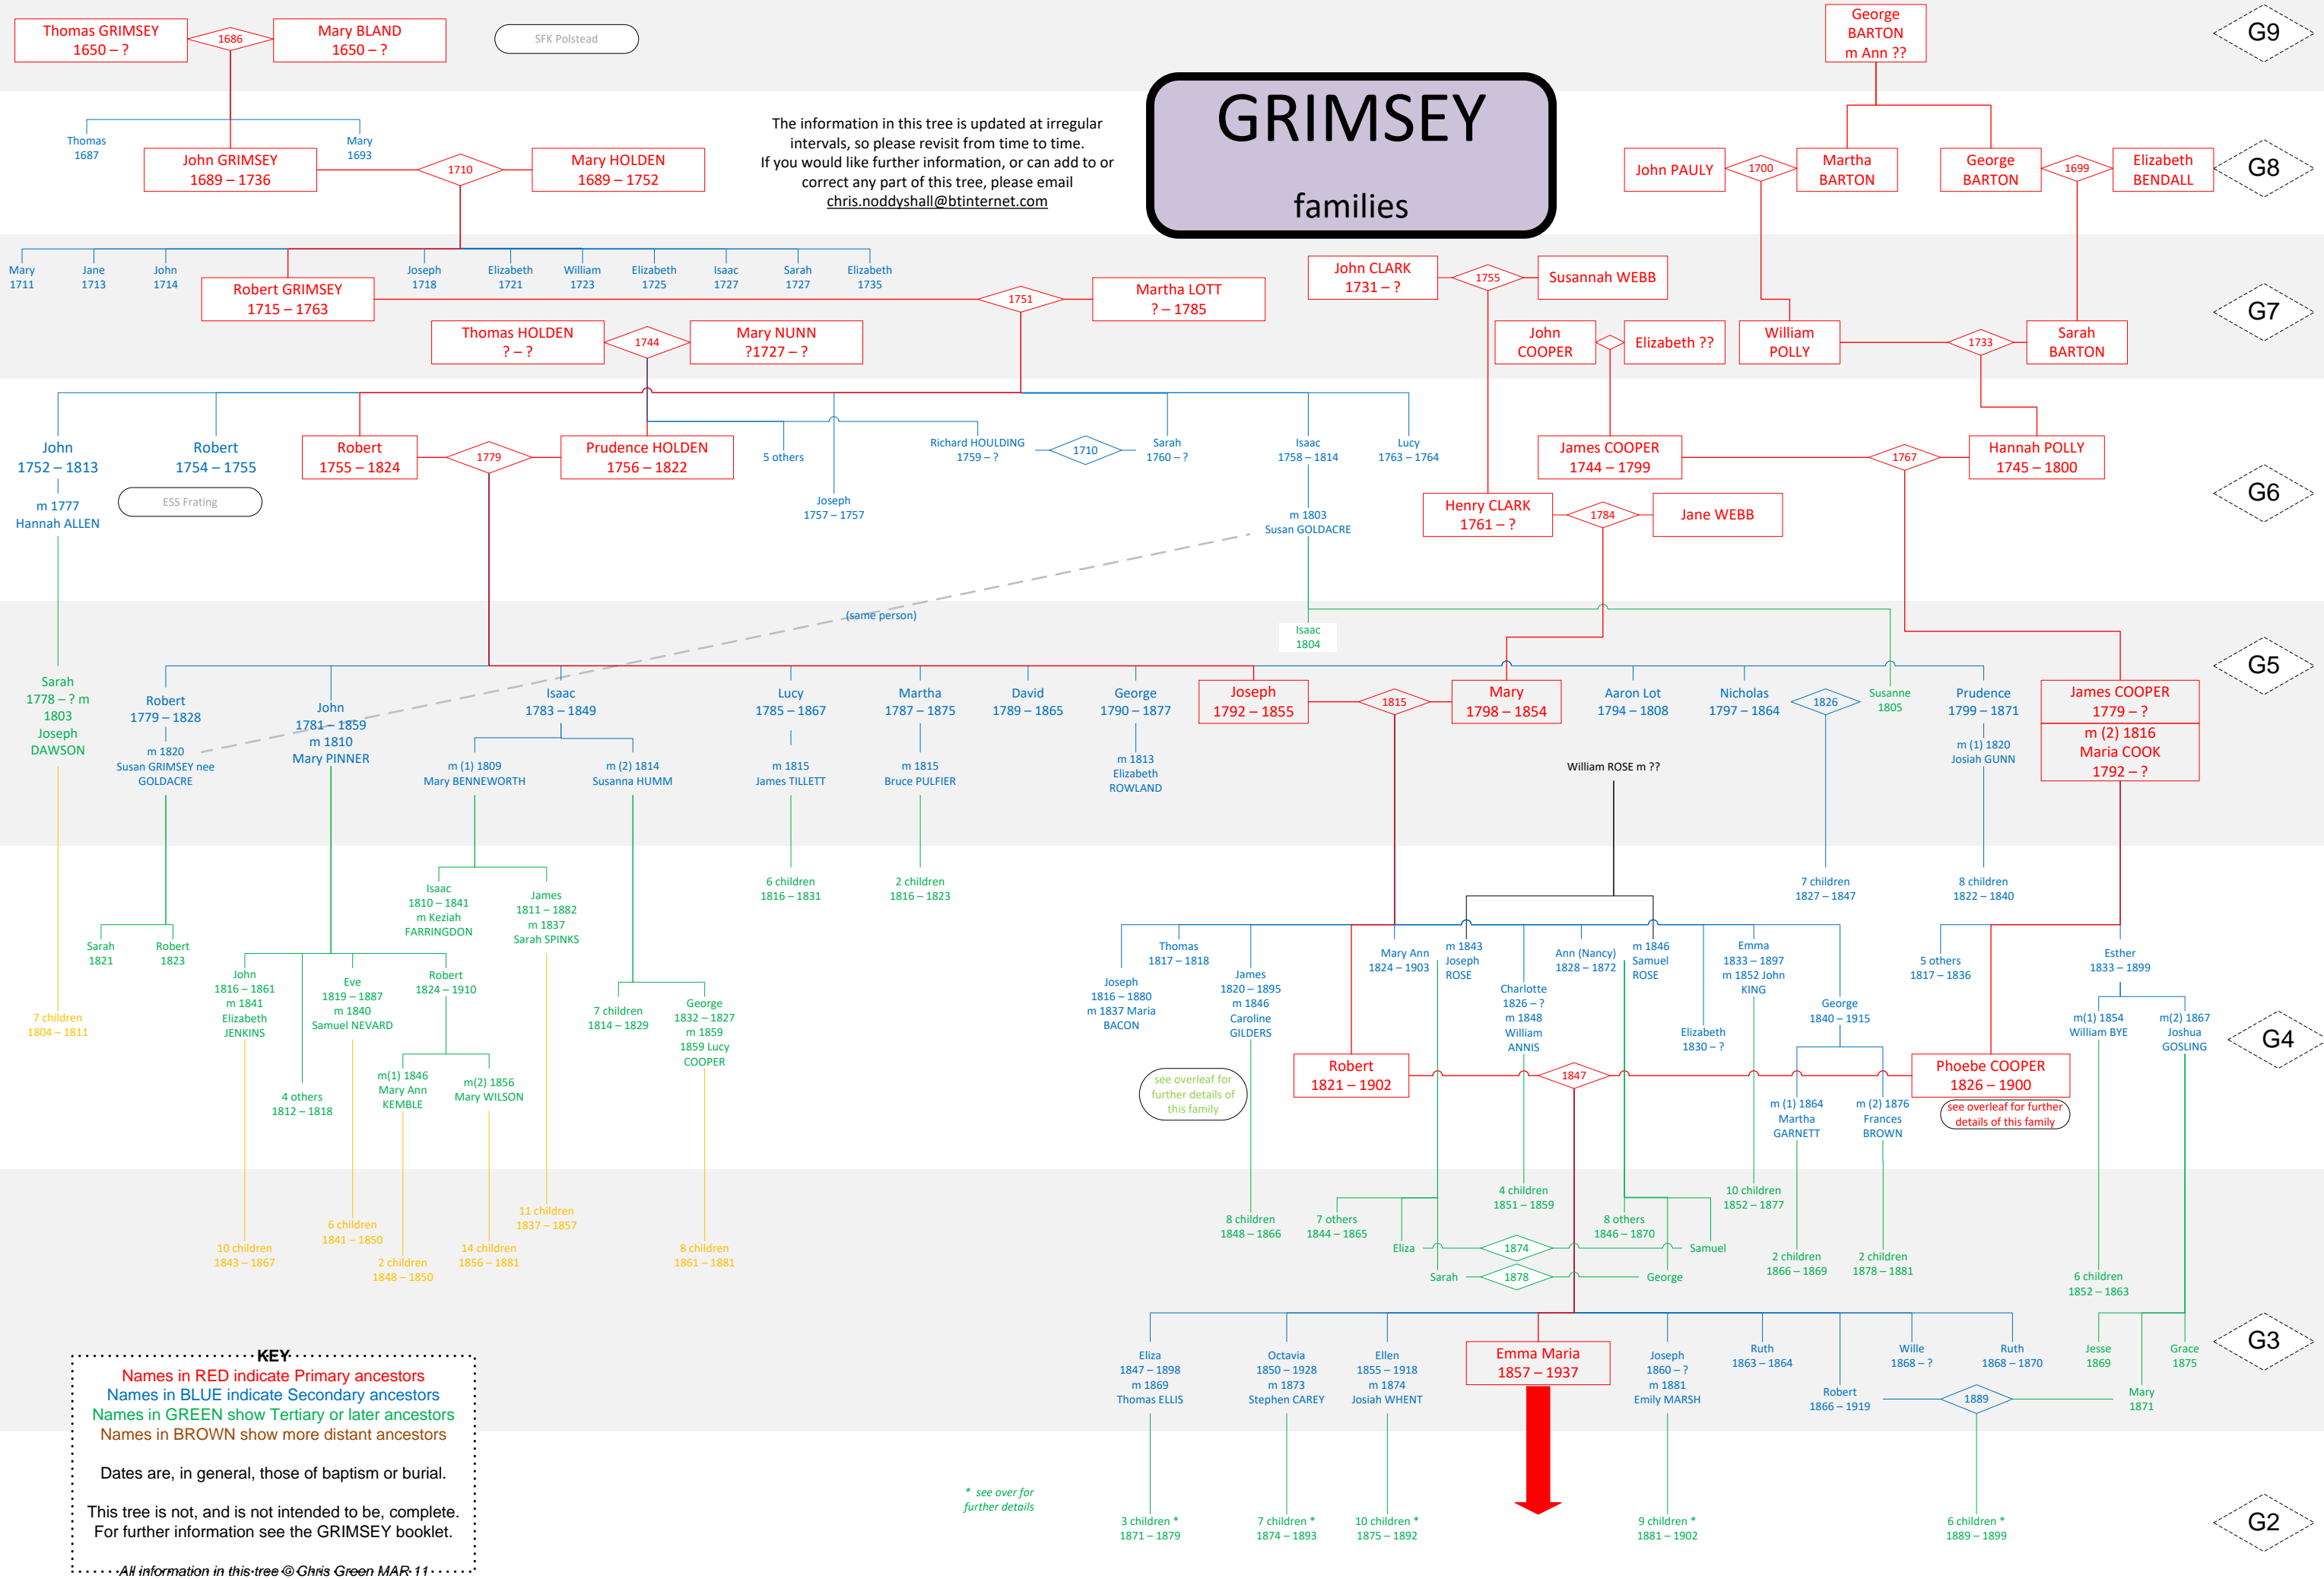 Thomas GRIMSEY
1650 – ?
1686
Mary BLAND
1650 – ?
SFK Polstead
George
BARTON
m Ann ??
G9
GRIMSEY
families
The information in this tree is updated at irregular
intervals, so please revisit from time to time.
If you would like further information, or can add to or
correct any part of this tree, please email
chris.noddyshall@btinternet.com
Thomas
1687
Mary
1693
John GRIMSEY
1689 – 1736
1710
Mary HOLDEN
1689 – 1752
John PAULY
1700
Martha
BARTON
George
BARTON
1699
Elizabeth
BENDALL
G8
Mary
1711
Jane
1713
John
1714
Robert GRIMSEY
1715 – 1763
Joseph
1718
Elizabeth
1721
William
1723
Elizabeth
1725
Isaac
1727
Sarah
1727
Elizabeth
1735
1751
Martha LOTT
? – 1785
John CLARK
1731 – ?
1755
Susannah WEBB
Thomas HOLDEN
? – ?
1744
Mary NUNN
?1727 – ?
John
COOPER
Elizabeth ??
William
POLLY
1733
Sarah
BARTON
G7
John
1752 – 1813
m 1777
Hannah ALLEN
Robert
1754 – 1755
ESS Frating
Robert
1755 – 1824
1779
Prudence HOLDEN
1756 – 1822
5 others
Joseph
1757 – 1757
Richard HOULDING
1759 – ?
1710
Sarah
1760 – ?
Isaac
1758 – 1814
m 1803
Susan GOLDACRE
Lucy
1763 – 1764
James COOPER
1744 – 1799
1767
Hannah POLLY
1745 – 1800
Henry CLARK
1761 – ?
1784
Jane WEBB
G6
(same person)
Isaac
1804
Sarah
1778 – ? m
1803
Joseph
DAWSON
Robert
1779 – 1828
m 1820
Susan GRIMSEY nee
GOLDACRE
John
1781 – 1859
m 1810
Mary PINNER
Isaac
1783 – 1849
m (1) 1809
Mary BENNEWORTH
m (2) 1814
Susanna HUMM
Lucy
1785 – 1867
m 1815
James TILLETT
Martha
1787 – 1875
m 1815
Bruce PULFIER
David
1789 – 1865
George
1790 – 1877
m 1813
Elizabeth
ROWLAND
Joseph
1792 – 1855
1815
Mary
1798 – 1854
Aaron Lot
1794 – 1808
Nicholas
1797 – 1864
1826
Susanne
1805
Prudence
1799 – 1871
m (1) 1820
Josiah GUNN
James COOPER
1779 – ?
m (2) 1816
Maria COOK
1792 – ?
G5
William ROSE m ??
Sarah
1821
Robert
1823
Isaac
1810 – 1841
m Keziah
FARRINGDON
James
1811 – 1882
m 1837
Sarah SPINKS
6 children
1816 – 1831
2 children
1816 – 1823
7 children
1827 – 1847
8 children
1822 – 1840
7 children
1804 – 1811
John
1816 – 1861
m 1841
Elizabeth
JENKINS
4 others
1812 – 1818
Eve
1819 – 1887
m 1840
Samuel NEVARD
Robert
1824 – 1910
m(1) 1846
Mary Ann
KEMBLE
m(2) 1856
Mary WILSON
7 children
1814 – 1829
George
1832 – 1827
m 1859
1859 Lucy
COOPER
Joseph
1816 – 1880
m 1837 Maria
BACON
Thomas
1817 – 1818
James
1820 – 1895
m 1846
Caroline
GILDERS
see overleaf for
further details of
this family
Robert
1821 – 1902
Mary Ann
1824 – 1903
m 1843
Joseph
ROSE
Charlotte
1826 – ?
m 1848
William
ANNIS
Ann (Nancy)
1828 – 1872
m 1846
Samuel
ROSE
Elizabeth
1830 – ?
Emma
1833 – 1897
m 1852 John
KING
George
1840 – 1915
m (1) 1864
Martha
GARNETT
m (2) 1876
Frances
BROWN
1847
Phoebe COOPER
1826 – 1900
see overleaf for further
details of this family
5 others
1817 – 1836
Esther
1833 – 1899
m(1) 1854
William BYE
m(2) 1867
Joshua
GOSLING
G4
10 children
1843 – 1867
6 children
1841 – 1850
2 children
1848 – 1850
14 children
1856 – 1881
11 children
1837 – 1857
8 children
1861 – 1881
8 children
1848 – 1866
7 others
1844 – 1865
Eliza
1874
Samuel
Sarah
1878
George
4 children
1851 – 1859
8 others
1846 – 1870
10 children
1852 – 1877
2 children
1866 – 1869
2 children
1878 – 1881
6 children
1852 – 1863
Eliza
1847 – 1898
m 1869
Thomas ELLIS
Octavia
1850 – 1928
m 1873
Stephen CAREY
Ellen
1855 – 1918
m 1874
Josiah WHENT
Emma Maria
1857 – 1937
Joseph
1860 – ?
m 1881
Emily MARSH
Ruth
1863 – 1864
Robert
1866 – 1919
Wille
1868 – ?
1889
Ruth
1868 – 1870
Jesse
1869
Mary
1871
Grace
1875
G3
KEY
Names in RED indicate Primary ancestors
Names in BLUE indicate Secondary ancestors
Names in GREEN show Tertiary or later ancestors
Names in BROWN show more distant ancestors
Dates are, in general, those of baptism or burial.
This tree is not, and is not intended to be, complete.
For further information see the GRIMSEY booklet.
All information in this tree © Chris Green MAR 11
* see over for
further details
3 children *
1871 – 1879
7 children *
1874 – 1893
10 children *
1875 – 1892
9 children *
1881 – 1902
6 children *
1889 – 1899
G2